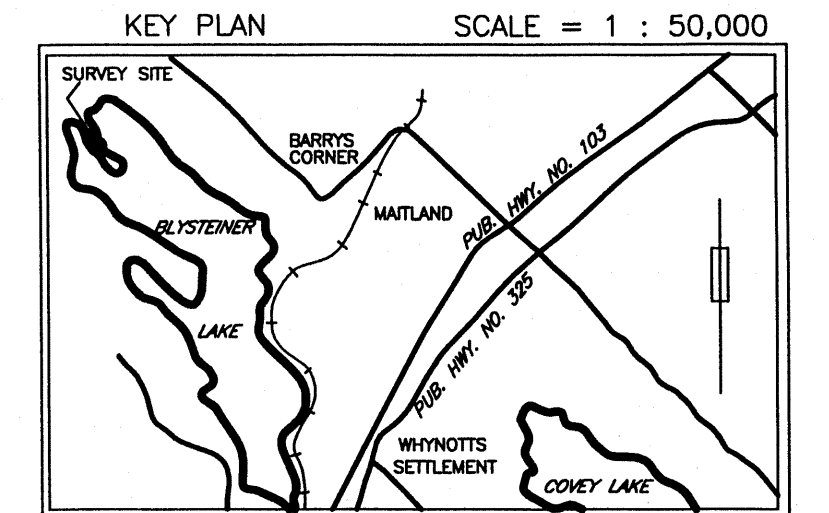 KEY PLAN SCALE = 1 : 50,000
SURVEY SITE
BARRYS
CORNER
PUB. HWY. NO. 103
MAITLAND
BLYSTEINER
LAKE
PUB. HWY. NO. 325
WHYNOTTS
SETTLEMENT
COVEY LAKE